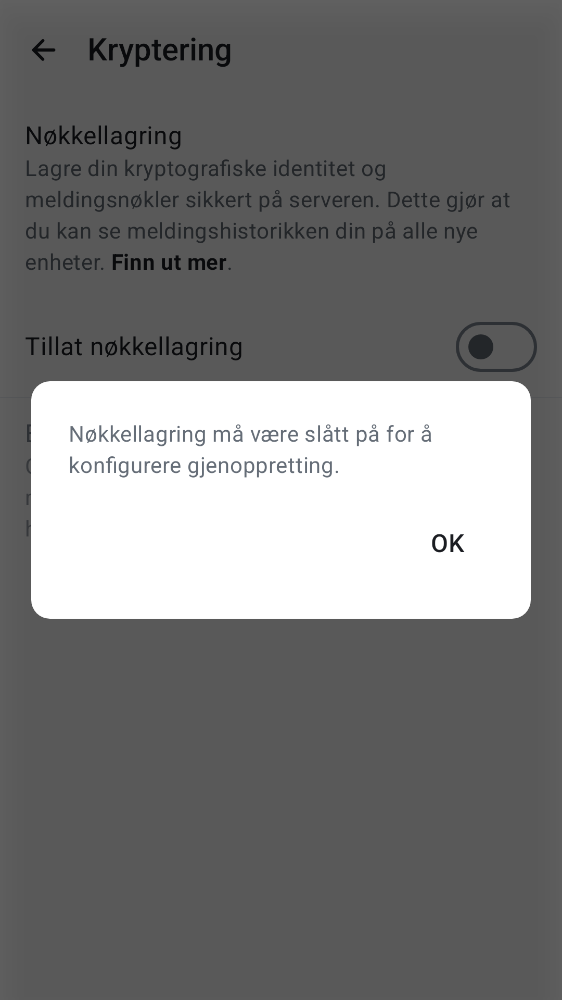 Kryptering
Nøkkellagring
Lagre din kryptografiske identitet og
meldingsnøkler sikkert på serveren. Dette gjør at
du kan se meldingshistorikken din på alle nye
enheter. Finn ut mer.
Tillat nøkkellagring
Nøkkellagring må være slått på for å
konfigurere gjenoppretting.
OK